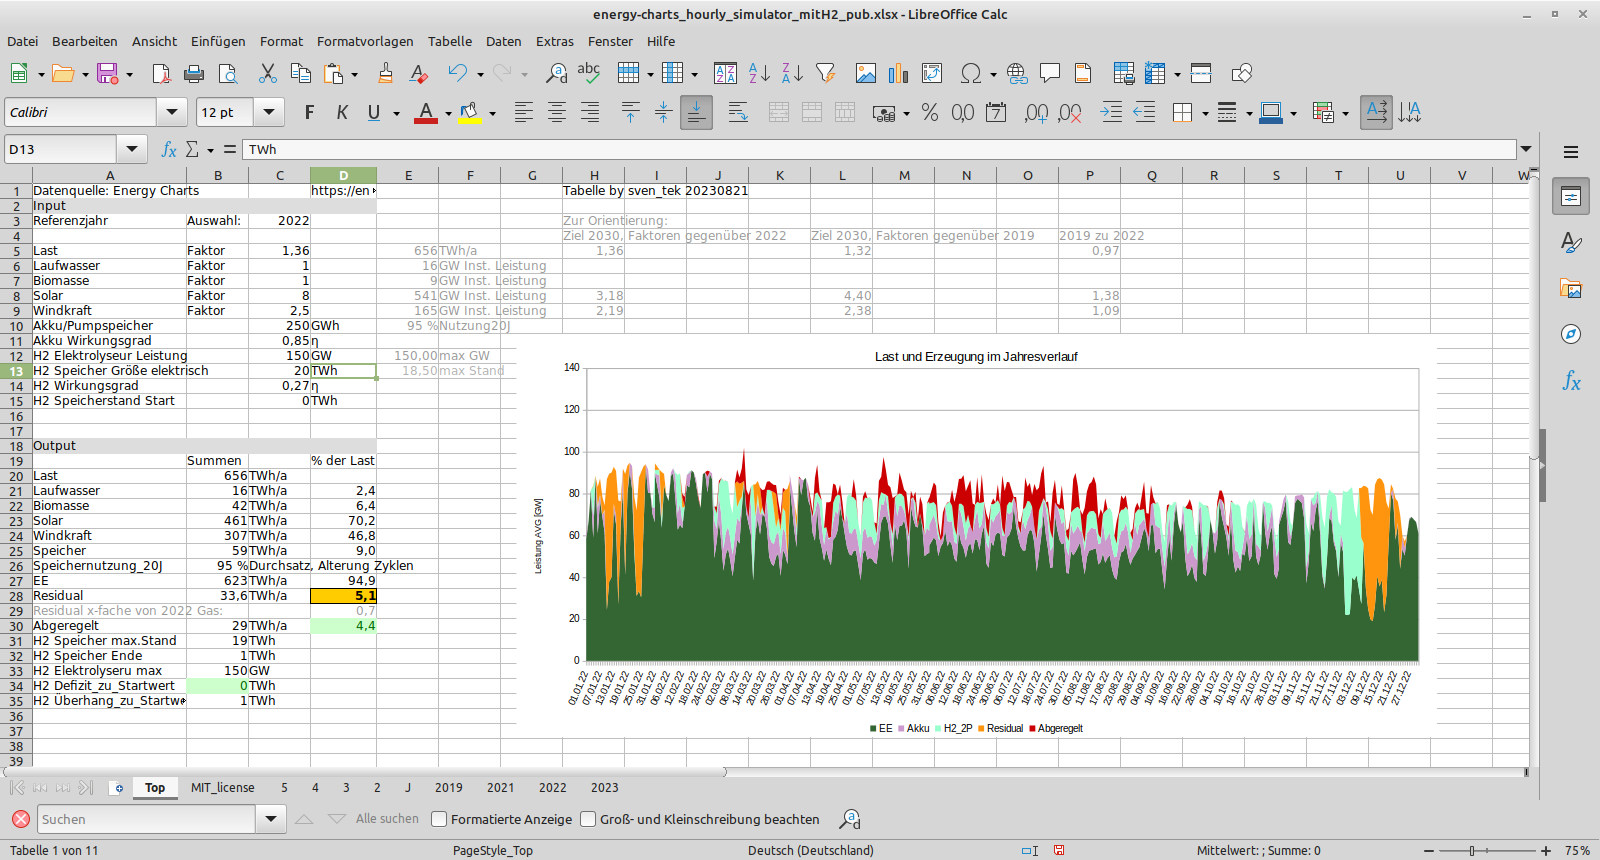 energy-charts_hourly_simulator_mitH2_pub.xlsx - LibreOffice Calc
Datei Bearbeiten Ansicht Einfügen Format Formatvorlagen Tabelle Daten Extras Fenster Hilfe
Calibri 12 pt F K U A
D13 fx Σ = TWh
A B C D E F G H I J K L M N O P Q R S T U V W
1 Datenquelle: Energy Charts https://en Tabelle by sven_tek 20230821
2 Input
3 Referenzjahr Auswahl: 2022 Zur Orientierung:
4 Ziel 2030, Faktoren gegenüber 2022 Ziel 2030, Faktoren gegenüber 2019 2019 zu 2022
5 Last Faktor 1,36 656 TWh/a 1,36 1,32 0,97
6 Laufwasser Faktor 1 16 GW Inst. Leistung
7 Biomasse Faktor 1 9 GW Inst. Leistung
8 Solar Faktor 8 541 GW Inst. Leistung 3,18 4,40 1,38
9 Windkraft Faktor 2,5 165 GW Inst. Leistung 2,19 2,38 1,09
10 Akku/Pumpspeicher 250 GWh 95 % Nutzung20J
11 Akku Wirkungsgrad 0,85 η
12 H2 Elektrolyseur Leistung 150 GW 150,00 max GW
13 H2 Speicher Größe elektrisch 20 TWh 18,50 max Stand
14 H2 Wirkungsgrad 0,27 η
15 H2 Speicherstand Start 0 TWh
16
17
18 Output
19 Summen % der Last
20 Last 656 TWh/a
21 Laufwasser 16 TWh/a 2,4
22 Biomasse 42 TWh/a 6,4
23 Solar 461 TWh/a 70,2
24 Windkraft 307 TWh/a 46,8
25 Speicher 59 TWh/a 9,0
26 Speichernutzung_20J 95 % Durchsatz, Alterung Zyklen
27 EE 623 TWh/a 94,9
28 Residual 33,6 TWh/a 5,1
29 Residual x-fache von 2022 Gas: 0,7
30 Abgeregelt 29 TWh/a 4,4
31 H2 Speicher max.Stand 19 TWh
32 H2 Speicher Ende 1 TWh
33 H2 Elektrolyseru max 150 GW
34 H2 Defizit_zu_Startwert 0 TWh
35 H2 Überhang_zu_Startwe 1 TWh
36
37
38
39
Last und Erzeugung im Jahresverlauf
Leistung AVG [GW]
140
120
100
80
60
40
20
0
01.01.22 07.01.22 13.01.22 19.01.22 25.01.22 31.01.22 06.02.22 12.02.22 18.02.22 24.02.22 02.03.22 08.03.22 14.03.22 20.03.22 26.03.22 01.04.22 07.04.22 13.04.22 19.04.22 25.04.22 01.05.22 07.05.22 13.05.22 19.05.22 25.05.22 31.05.22 06.06.22 12.06.22 18.06.22 24.06.22 30.06.22 06.07.22 12.07.22 18.07.22 24.07.22 30.07.22 05.08.22 11.08.22 17.08.22 23.08.22 29.08.22 04.09.22 10.09.22 16.09.22 22.09.22 28.09.22 04.10.22 10.10.22 16.10.22 22.10.22 28.10.22 03.11.22 09.11.22 15.11.22 21.11.22 27.11.22 03.12.22 09.12.22 15.12.22 21.12.22 27.12.22
EE Akku H2_2P Residual Abgeregelt
Top MIT_license 5 4 3 2 J 2019 2021 2022 2023
Suchen Alle suchen Formatierte Anzeige Groß- und Kleinschreibung beachten
Tabelle 1 von 11 PageStyle_Top Deutsch (Deutschland) Mittelwert: ; Summe: 0 75%